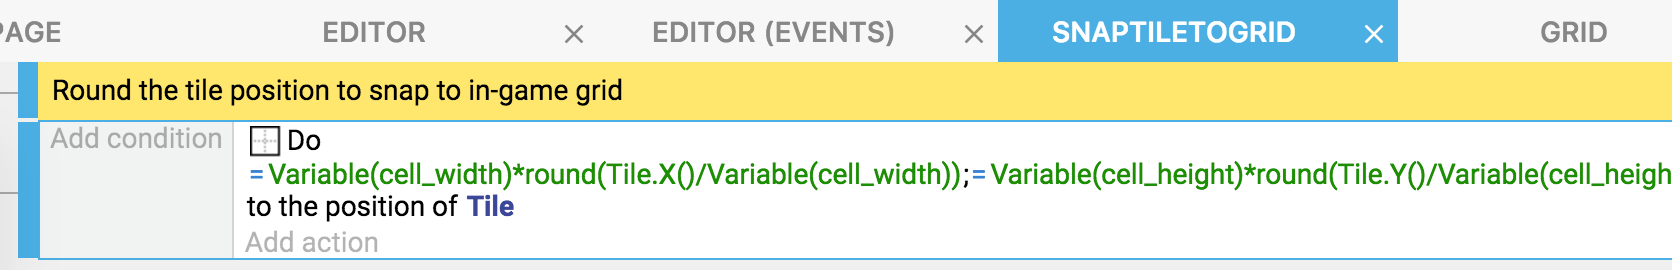 EDITOR
EDITOR (EVENTS)
SNAPTILETOGRID
GRID
Round the tile position to snap to in-game grid
Add condition
Do
=Variable(cell_width)*round(Tile.X()/Variable(cell_width));=Variable(cell_height)*round(Tile.Y()/Variable(cell_heigh
to the position of Tile
Add action